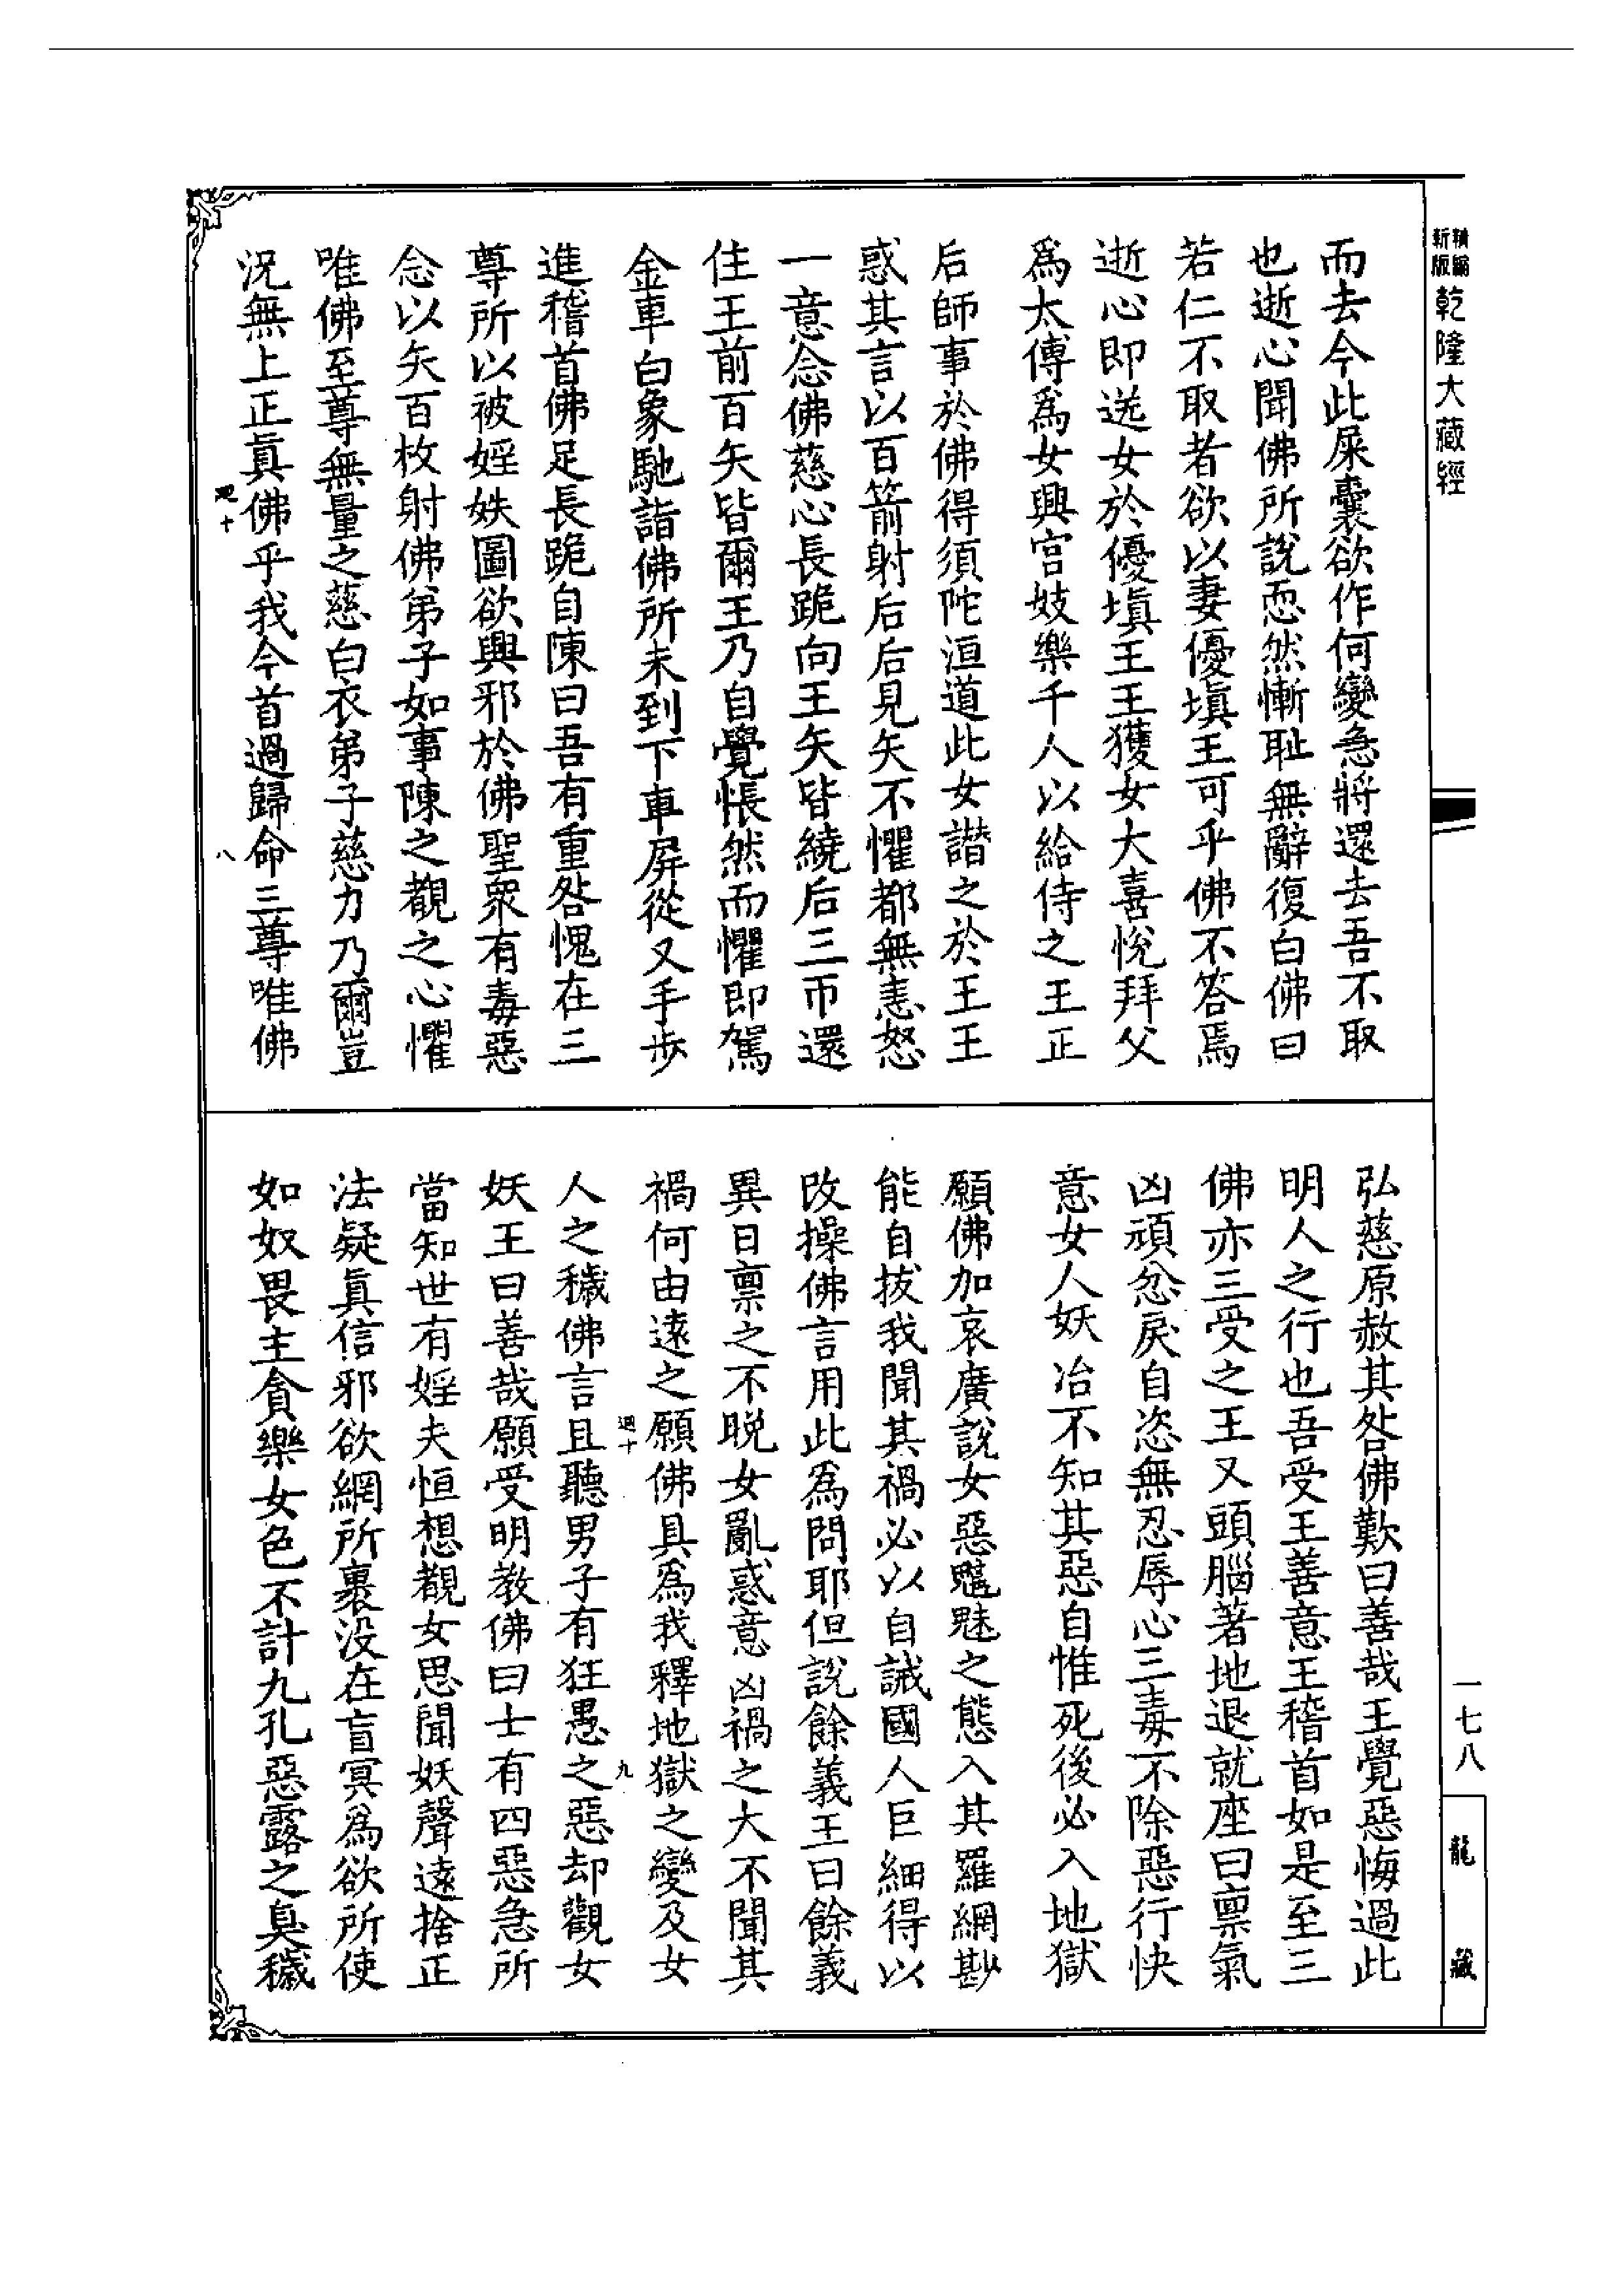 新版精編乾隆大藏經
而去今此屎囊欲作何變急將還去吾不取
也逝心聞佛所說恧然慚耻無辭復白佛曰
若仁不取者欲以妻優塡王可乎佛不答焉
逝心即送女於優塡王王獲女大喜悅拜父
爲太傅爲女興宮妓樂千人以給侍之王正
后師事於佛得須陀洹道此女譖之於王王
惑其言以百箭射后后見矢不懼都無恚怒
一意念佛慈心長跪向王矢皆繞后三帀還
住王前百矢皆爾王乃自覺悵然而懼即駕
金車白象馳詣佛所未到下車屏從叉手步
進稽首佛足長跪自陳曰吾有重咎愧在三
尊所以被婬妷圖欲興邪於佛聖衆有毒惡
念以矢百枚射佛弟子如事陳之覩之心懼
唯佛至尊無量之慈白衣弟子慈力乃爾豈
況無上正眞佛乎我今首過歸命三尊唯佛
八
弘慈原赦其咎佛歎曰善哉王覺惡悔過此
明人之行也吾受王善意王稽首如是至三
佛亦三受之王又頭腦著地退就座曰禀氣
凶頑忿戾自恣無忍辱心三毒不除惡行快
意女人妖冶不知其惡自惟死後必入地獄
願佛加哀廣說女惡魑魅之態入其羅網尠
能自拔我聞其禍必以自誡國人巨細得以
改操佛言用此爲問耶但說餘義王曰餘義
異日禀之不晚女亂惑意凶禍之大不聞其
禍何由遠之願佛具爲我釋地獄之變及女
九
人之穢佛言且聽男子有狂愚之惡却觀女
妖王曰善哉願受明教佛曰士有四惡急所
當知世有婬夫恒想覩女思聞妖聲遠捨正
法疑眞信邪欲網所裹没在盲冥爲欲所使
如奴畏主貪樂女色不計九孔惡露之臭穢
一七八
龍藏